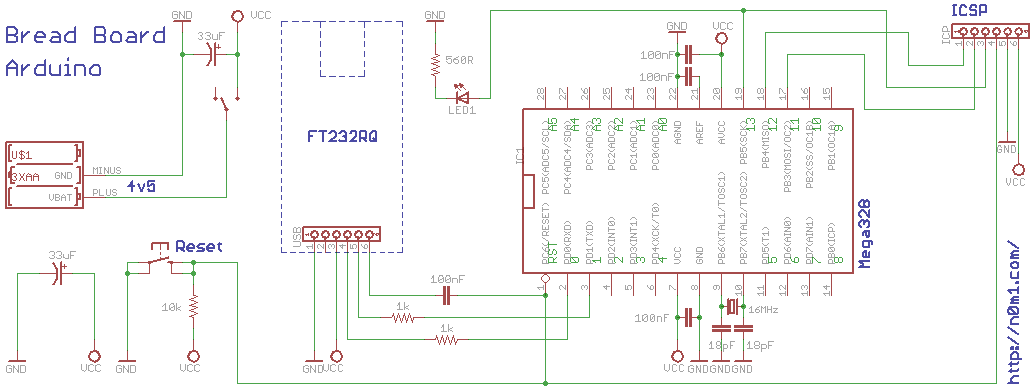 Bread Board
Arduino
GND
VCC
33uF
U$1
3XAA
GND
VBAT
MINUS
PLUS
4v5
FT232RQ
USB
1
2
3
4
5
6
GND
560R
LED1
GND
VCC
100nF
100nF
ICSP
ICP
1
2
3
4
5
6
GND
VCC
28
27
26
25
24
23
22
21
20
19
18
17
16
15
IC1
A5
A4
A3
A2
A1
A0
13
12
11
10
9
PC5(ADC5/SCL)
PC4(ADC4/SDA)
PC3(ADC3)
PC2(ADC2)
PC1(ADC1)
PC0(ADC0)
AGND
AREF
AVCC
PB5(SCK)
PB4(MISO)
PB3(MOSI/OC2)
PB2(SS/OC1B)
PB1(OC1A)
PC6(/RESET)
PD0(RXD)
PD1(TXD)
PD2(INT0)
PD3(INT1)
PD4(XCK/T0)
VCC
GND
PB6(XTAL1/TOSC1)
PB7(XTAL2/TOSC2)
PD5(T1)
PD6(AIN0)
PD7(AIN1)
PB0(ICP)
RST
0
1
2
3
4
5
6
7
8
Mega328
1
2
3
4
5
6
7
8
9
10
11
12
13
14
33uF
GND
VCC
Reset
10k
GND
VCC
GND
VCC
100nF
1k
1k
100nF
VCC
GND
16MHz
18pF
18pF
GND
GND
http://n0m1.com/